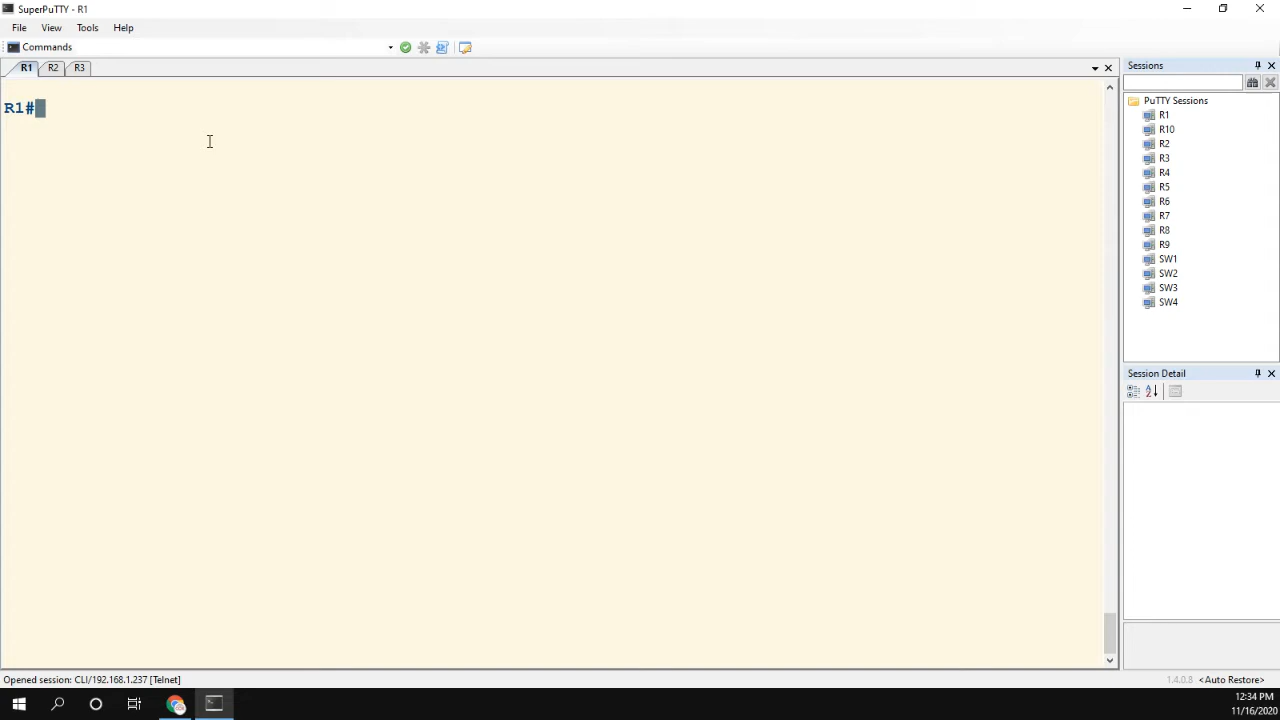 SuperPuTTY - R1
File View Tools Help
Commands
R1 R2 R3
R1#
Sessions
PuTTY Sessions
R1
R10
R2
R3
R4
R5
R6
R7
R8
R9
SW1
SW2
SW3
SW4
Session Detail
Opened session: CLI/192.168.1.237 [Telnet]
1.4.0.8 <Auto Restore>
12:34 PM
11/16/2020